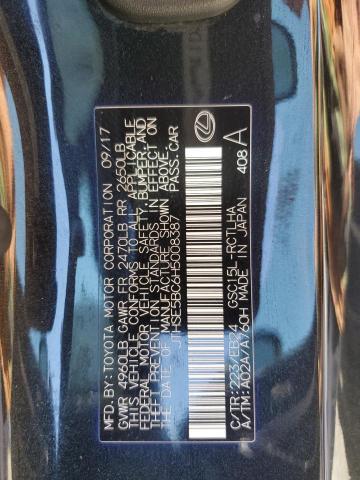 MFD. BY: TOYOTA MOTOR CORPORATION 09/17
GVWR 4960LB GAWR FR 2470LB RR 2650LB
THIS VEHICLE CONFORMS TO ALL APPLICABLE
FEDERAL MOTOR VEHICLE SAFETY, BUMPER, AND
THEFT PREVENTION STANDARDS IN EFFECT ON
THE DATE OF MANUFACTURE SHOWN ABOVE.
JTHSE5BC6H5008387 PASS. CAR
C/TR: 223/EB24 GSC15L-RCTLHA
A/TM: A02A/A760H MADE IN JAPAN 408 A